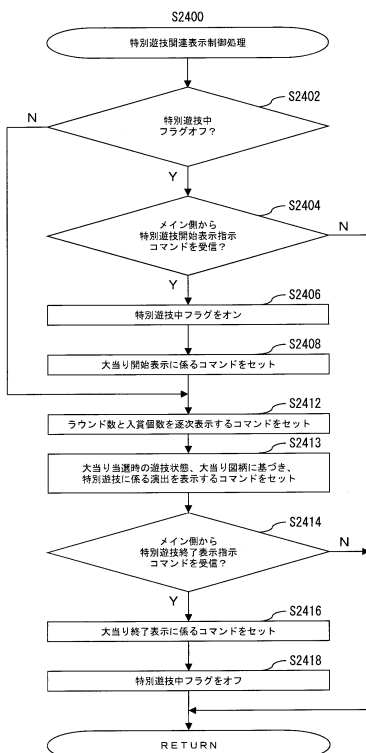 S2400
特別遊技関連表示制御処理
S2402
特別遊技中
フラグオフ?
N
Y
S2404
メイン側から
特別遊技開始表示指示
コマンドを受信?
N
Y
S2406
特別遊技中フラグをオン
S2408
大当り開始表示に係るコマンドをセット
S2412
ラウンド数と入賞個数を逐次表示するコマンドをセット
S2413
大当り当選時の遊技状態、大当り図柄に基づき、
特別遊技に係る演出を表示するコマンドをセット
S2414
メイン側から
特別遊技終了表示指示
コマンドを受信?
N
Y
S2416
大当り終了表示に係るコマンドをセット
S2418
特別遊技中フラグをオフ
RETURN